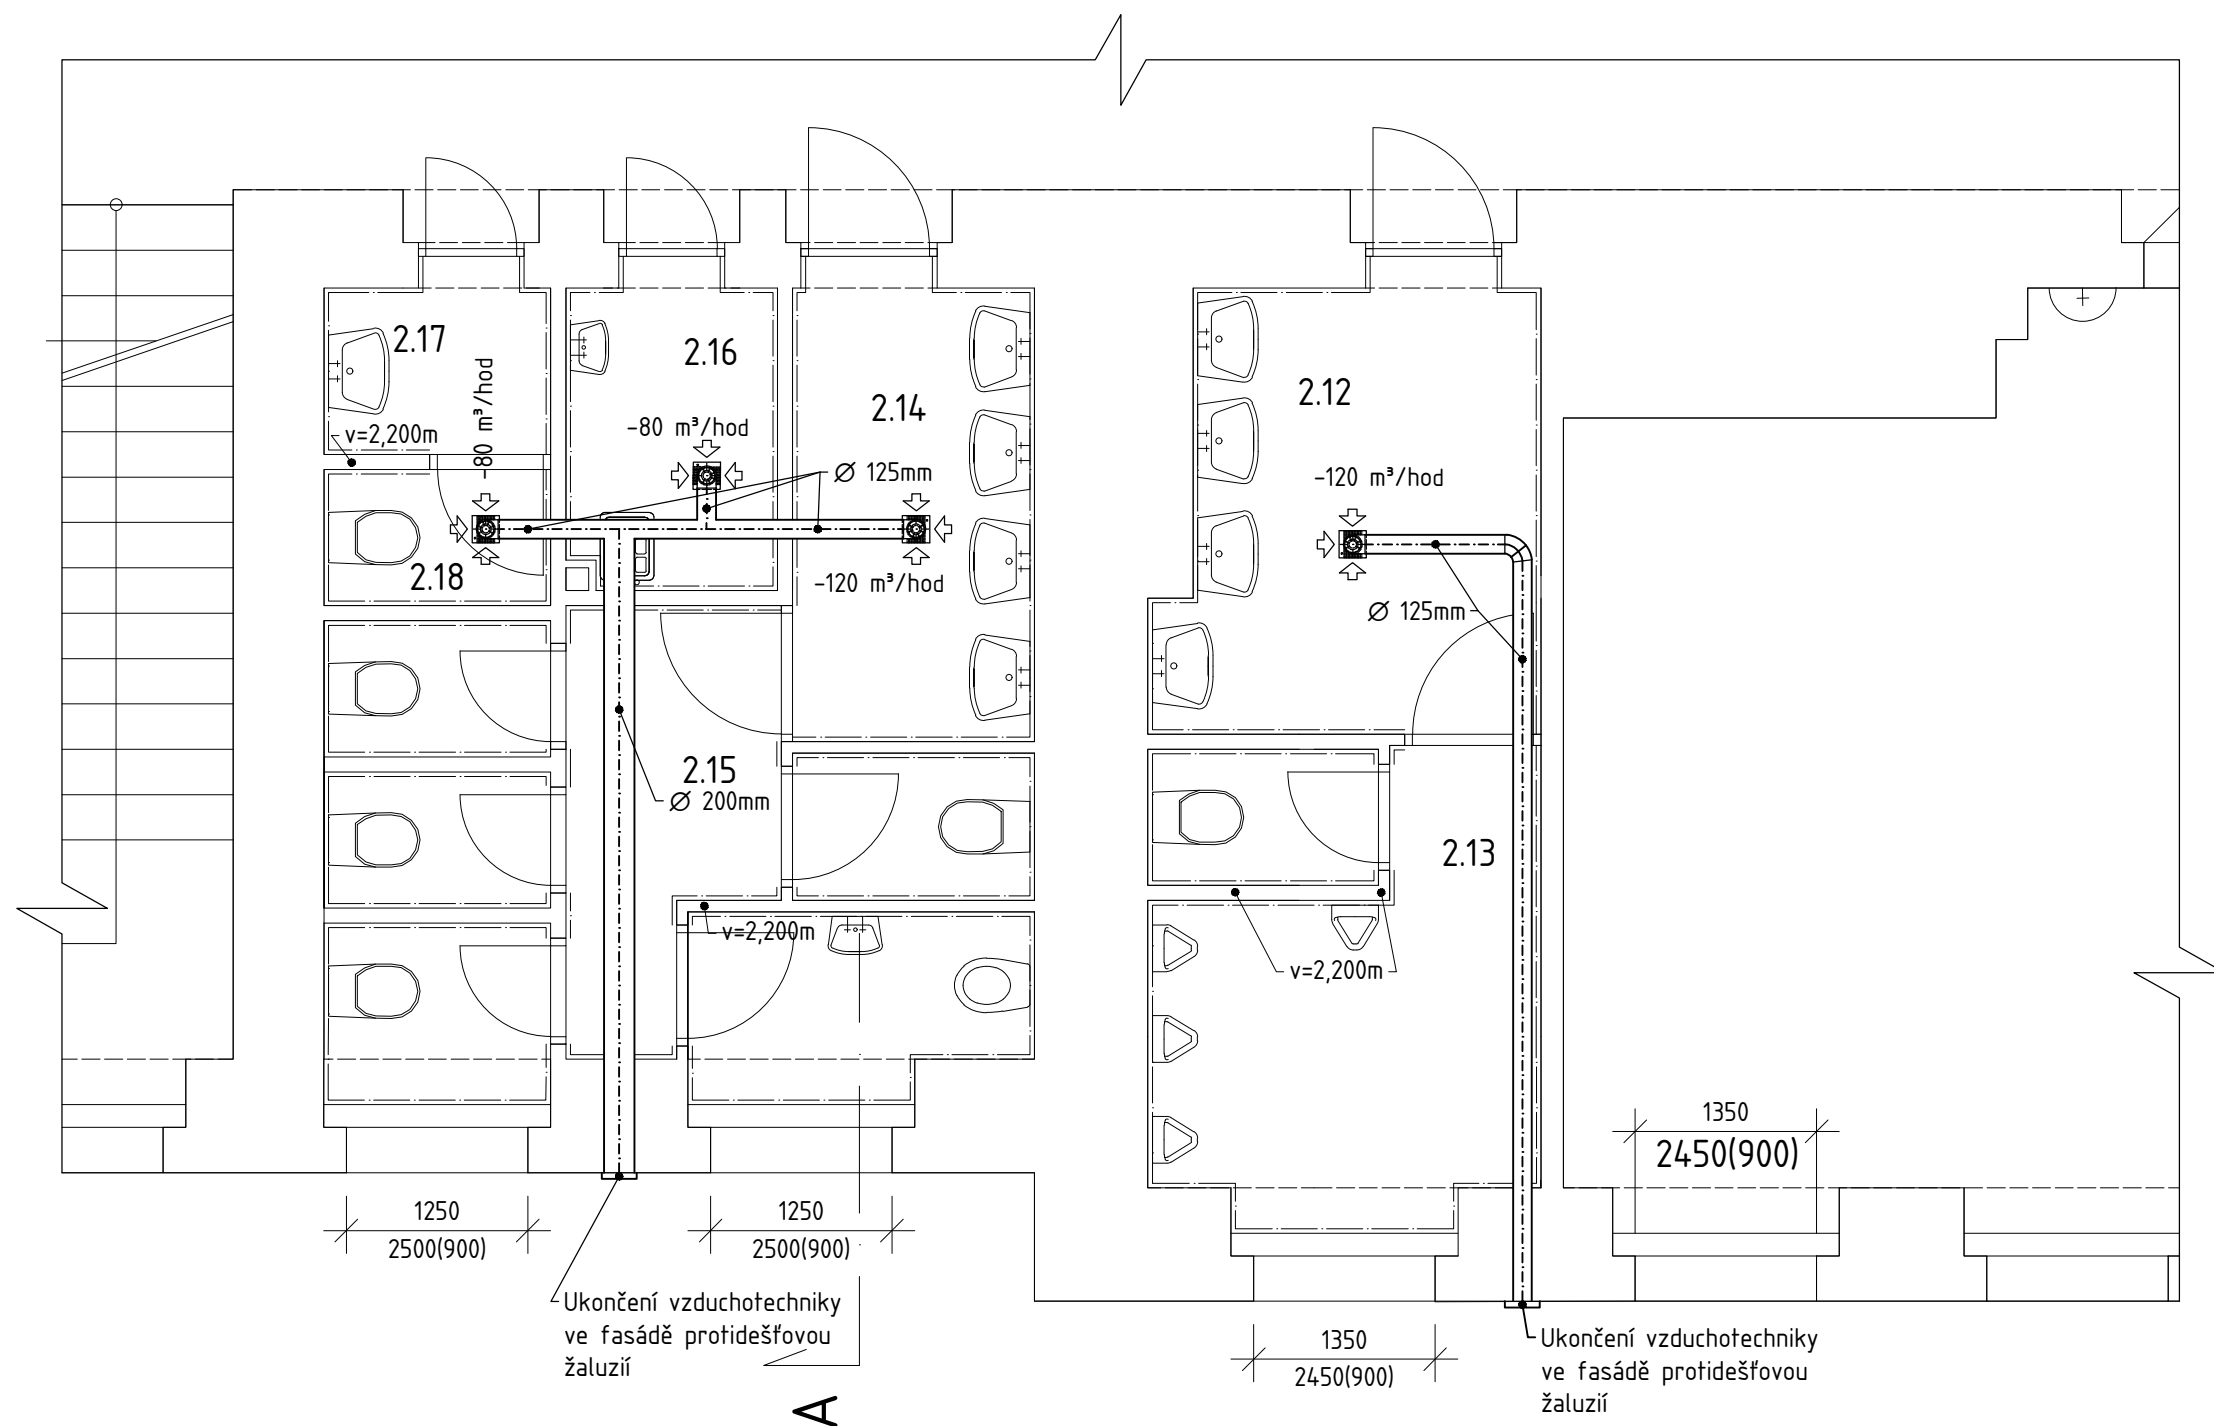 2.17
2.16
2.14
2.12
-80 m³/hod
v=2,200m
-80 m³/hod
Ø 125mm
-120 m³/hod
2.18
-120 m³/hod
Ø 125mm
2.15
Ø 200mm
2.13
v=2,200m
v=2,200m
1350
2450(900)
1250
2500(900)
1250
2500(900)
Ukončení vzduchotechniky
ve fasádě protidešťovou
žaluzií
1350
2450(900)
Ukončení vzduchotechniky
ve fasádě protidešťovou
žaluzií
A